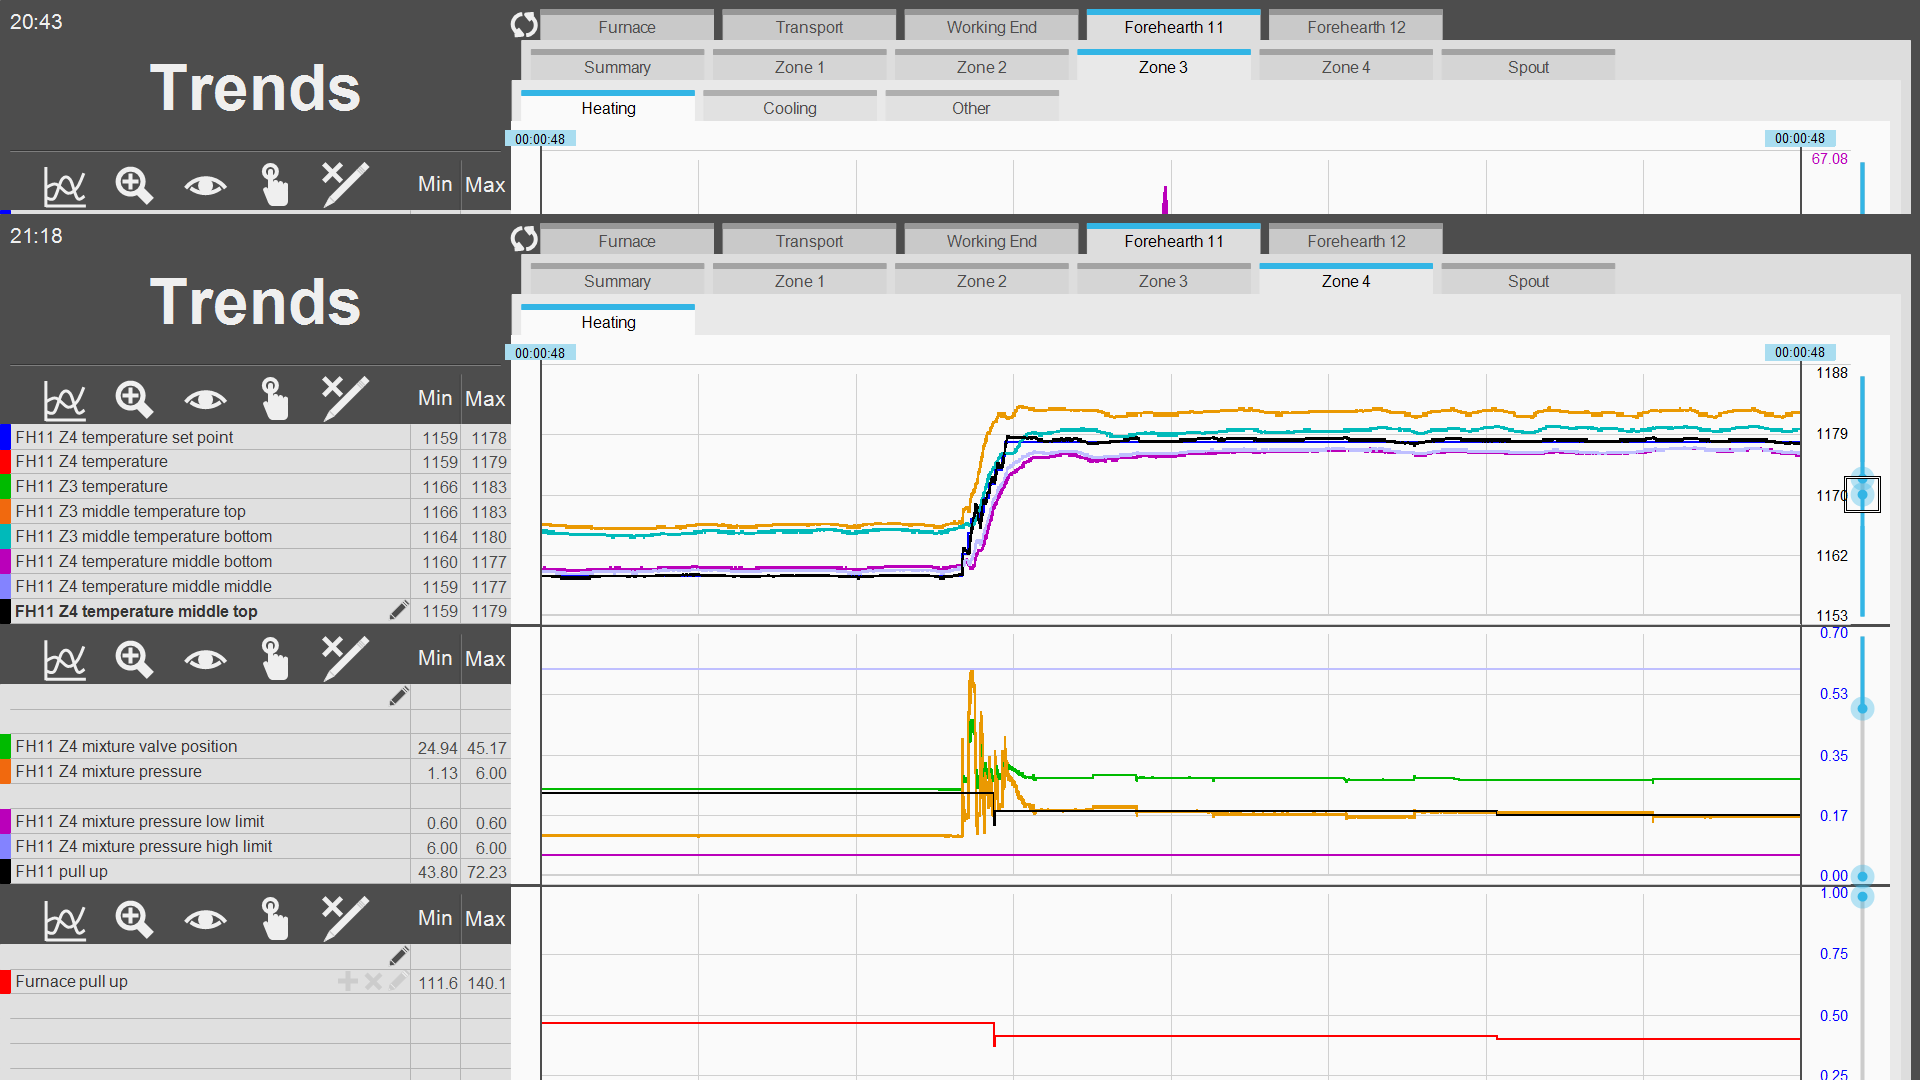 20:43
Furnace Transport Working End Forehearth 11 Forehearth 12
Trends
Summary Zone 1 Zone 2 Zone 3 Zone 4 Spout
Heating Cooling Other
00:00:48 00:00:48
67.08
Min Max
21:18
Furnace Transport Working End Forehearth 11 Forehearth 12
Trends
Summary Zone 1 Zone 2 Zone 3 Zone 4 Spout
Heating
00:00:48 00:00:48
Min Max
FH11 Z4 temperature set point 1159 1178
FH11 Z4 temperature 1159 1179
FH11 Z3 temperature 1166 1183
FH11 Z3 middle temperature top 1166 1183
FH11 Z3 middle temperature bottom 1164 1180
FH11 Z4 temperature middle bottom 1160 1177
FH11 Z4 temperature middle middle 1159 1177
FH11 Z4 temperature middle top 1159 1179
1188
1179
1170
1162
1153
Min Max
FH11 Z4 mixture valve position 24.94 45.17
FH11 Z4 mixture pressure 1.13 6.00
FH11 Z4 mixture pressure low limit 0.60 0.60
FH11 Z4 mixture pressure high limit 6.00 6.00
FH11 pull up 43.80 72.23
0.70
0.53
0.35
0.17
0.00
Min Max
Furnace pull up 111.6 140.1
1.00
0.75
0.50
0.25